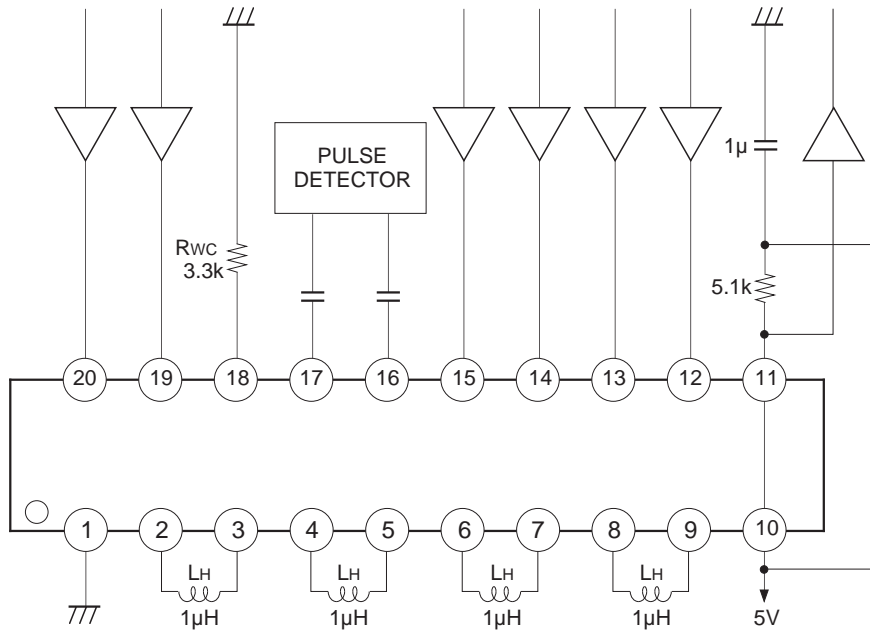 PULSE
DETECTOR
1µ
RWC
3.3k
5.1k
20 19 18 17 16 15 14 13 12 11
1 2 3 4 5 6 7 8 9 10
LH LH LH LH
1µH 1µH 1µH 1µH 5V